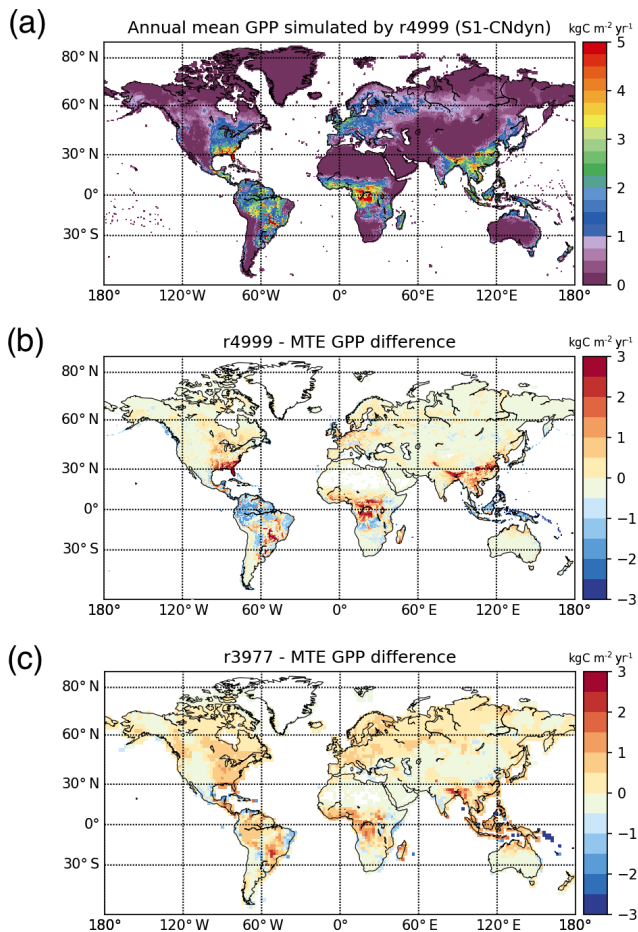 (a)
Annual mean GPP simulated by r4999 (S1-CNdyn)
kgC m⁻² yr⁻¹
80° N
60° N
30° N
0°
30° S
180°
120°W
60°W
0°
60°E
120°E
180°
5
4
3
2
1
0
(b)
r4999 - MTE GPP difference
kgC m⁻² yr⁻¹
80° N
60° N
30° N
0°
30° S
180°
120° W
60° W
0°
60° E
120° E
180°
3
2
1
0
−1
−2
−3
(c)
r3977 - MTE GPP difference
kgC m⁻² yr⁻¹
80° N
60° N
30° N
0°
30° S
180°
120° W
60° W
0°
60° E
120° E
180°
3
2
1
0
−1
−2
−3